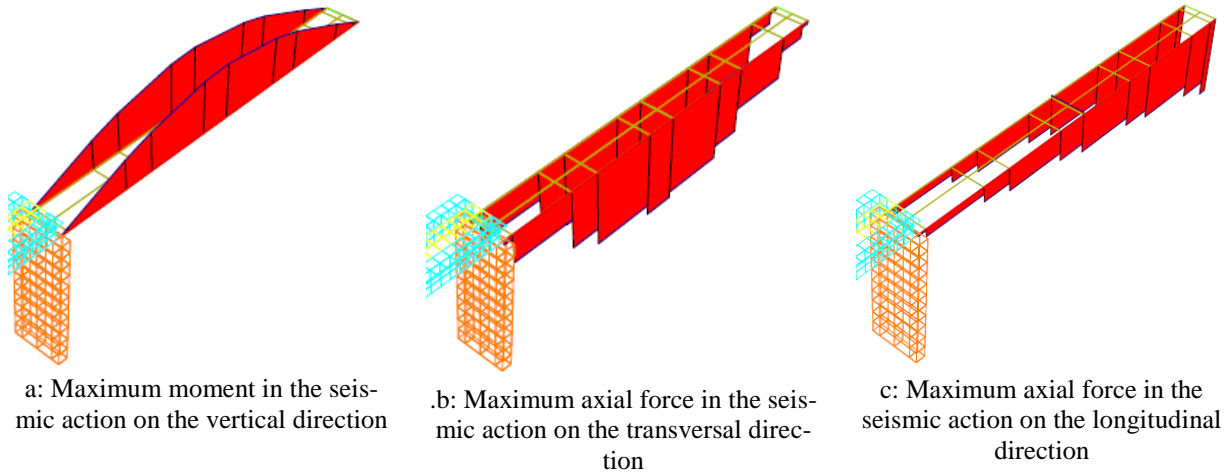 a: Maximum moment in the seis-
mic action on the vertical direction
.b: Maximum axial force in the seis-
mic action on the transversal direc-
tion
c: Maximum axial force in the
seismic action on the longitudinal
direction